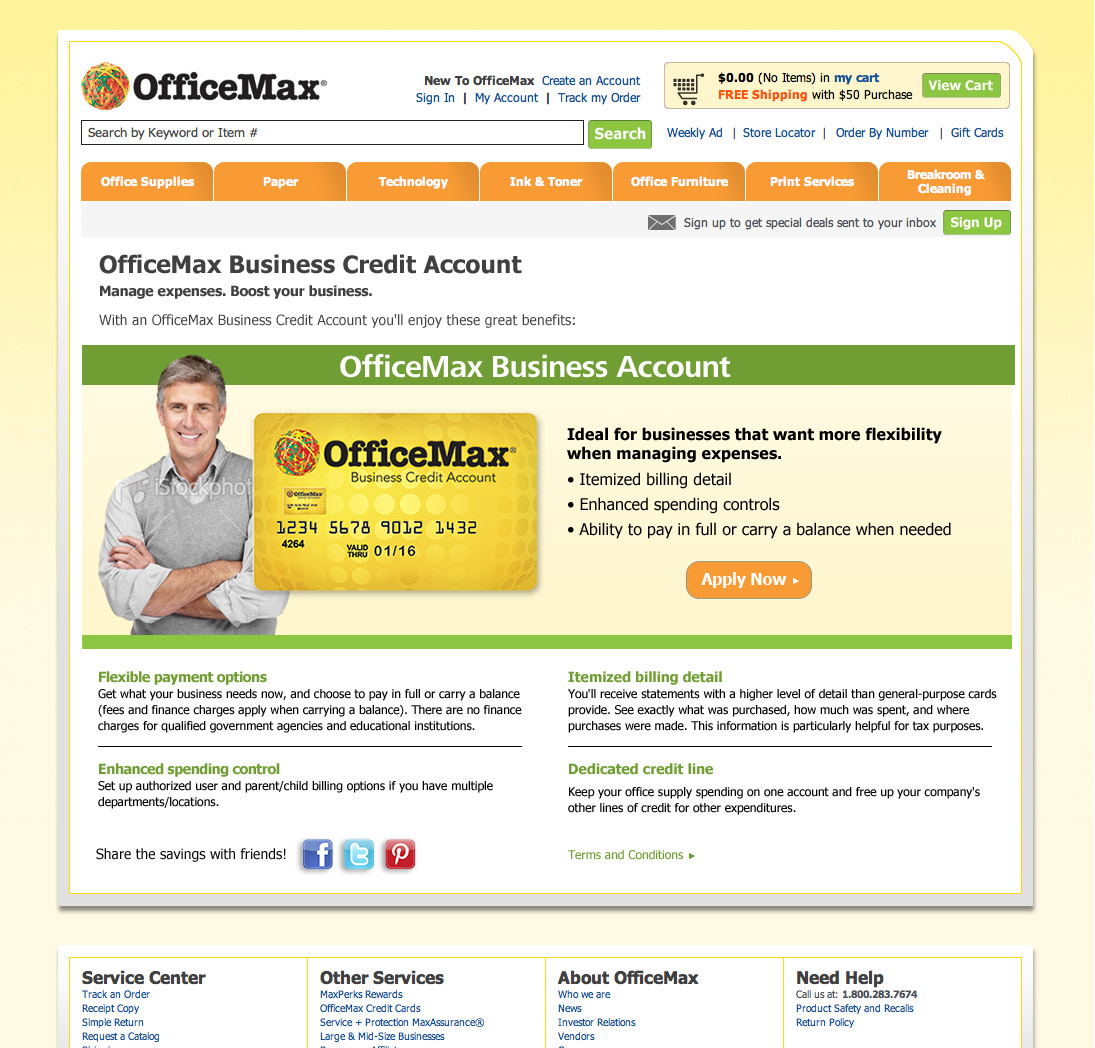 OfficeMax®
New To OfficeMax Create an Account
Sign In | My Account | Track my Order
$0.00 (No Items) in my cart
FREE Shipping with $50 Purchase
View Cart
Search by Keyword or Item #
Search
Weekly Ad | Store Locator | Order By Number | Gift Cards
Office Supplies
Paper
Technology
Ink & Toner
Office Furniture
Print Services
Breakroom &
Cleaning
Sign up to get special deals sent to your inbox
Sign Up
OfficeMax Business Credit Account
Manage expenses. Boost your business.
With an OfficeMax Business Credit Account you'll enjoy these great benefits:
OfficeMax Business Account
iStockphot
OfficeMax®
Business Credit Account
OfficeMax
1234 5678 9012 1432
4264
VALID
THRU 01/16
Ideal for businesses that want more flexibility
when managing expenses.
• Itemized billing detail
• Enhanced spending controls
• Ability to pay in full or carry a balance when needed
Apply Now ▸
Flexible payment options
Get what your business needs now, and choose to pay in full or carry a balance
(fees and finance charges apply when carrying a balance). There are no finance
charges for qualified government agencies and educational institutions.
Itemized billing detail
You'll receive statements with a higher level of detail than general-purpose cards
provide. See exactly what was purchased, how much was spent, and where
purchases were made. This information is particularly helpful for tax purposes.
Enhanced spending control
Set up authorized user and parent/child billing options if you have multiple
departments/locations.
Dedicated credit line
Keep your office supply spending on one account and free up your company's
other lines of credit for other expenditures.
Share the savings with friends!
Terms and Conditions ▸
Service Center
Track an Order
Receipt Copy
Simple Return
Request a Catalog
Other Services
MaxPerks Rewards
OfficeMax Credit Cards
Service + Protection MaxAssurance®
Large & Mid-Size Businesses
About OfficeMax
Who we are
News
Investor Relations
Vendors
Need Help
Call us at: 1.800.283.7674
Product Safety and Recalls
Return Policy